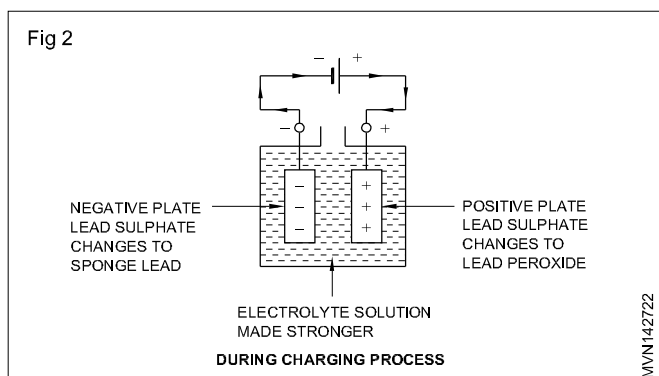 Fig 2
− +
− +
− +
− +
− +
NEGATIVE PLATE
LEAD SULPHATE
CHANGES TO
SPONGE LEAD
POSITIVE PLATE
LEAD SULPHATE
CHANGES TO
LEAD PEROXIDE
ELECTROLYTE SOLUTION
MADE STRONGER
DURING CHARGING PROCESS
MVN142722